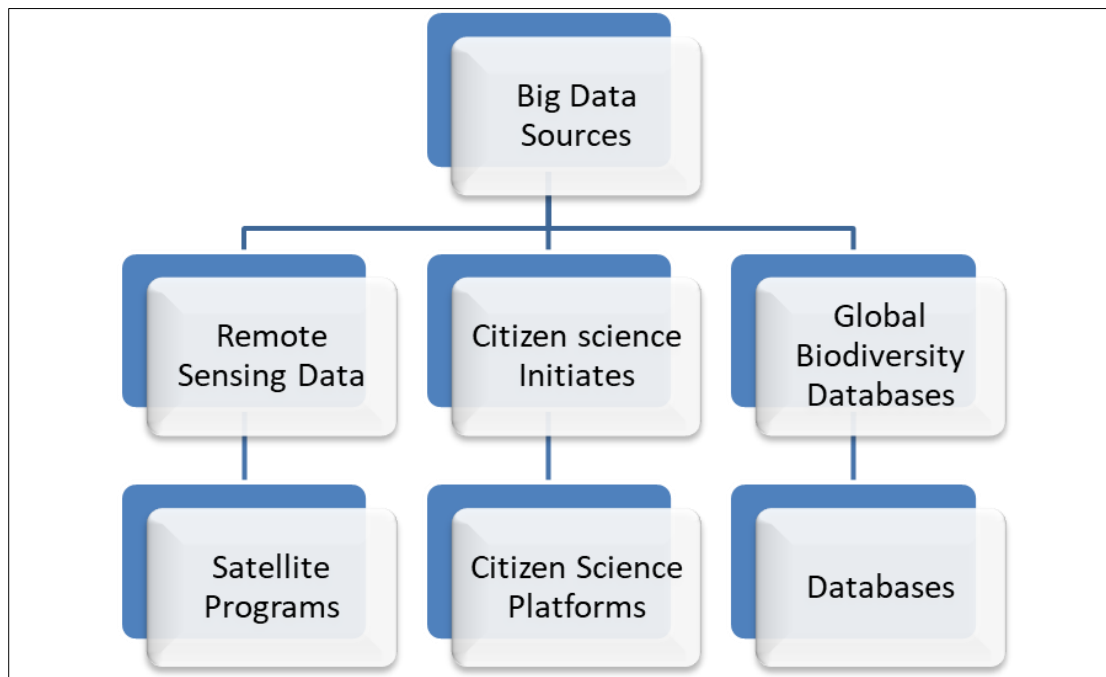 Big Data
Sources
Remote
Sensing Data
Citizen science
Initiates
Global
Biodiversity
Databases
Satellite
Programs
Citizen Science
Platforms
Databases